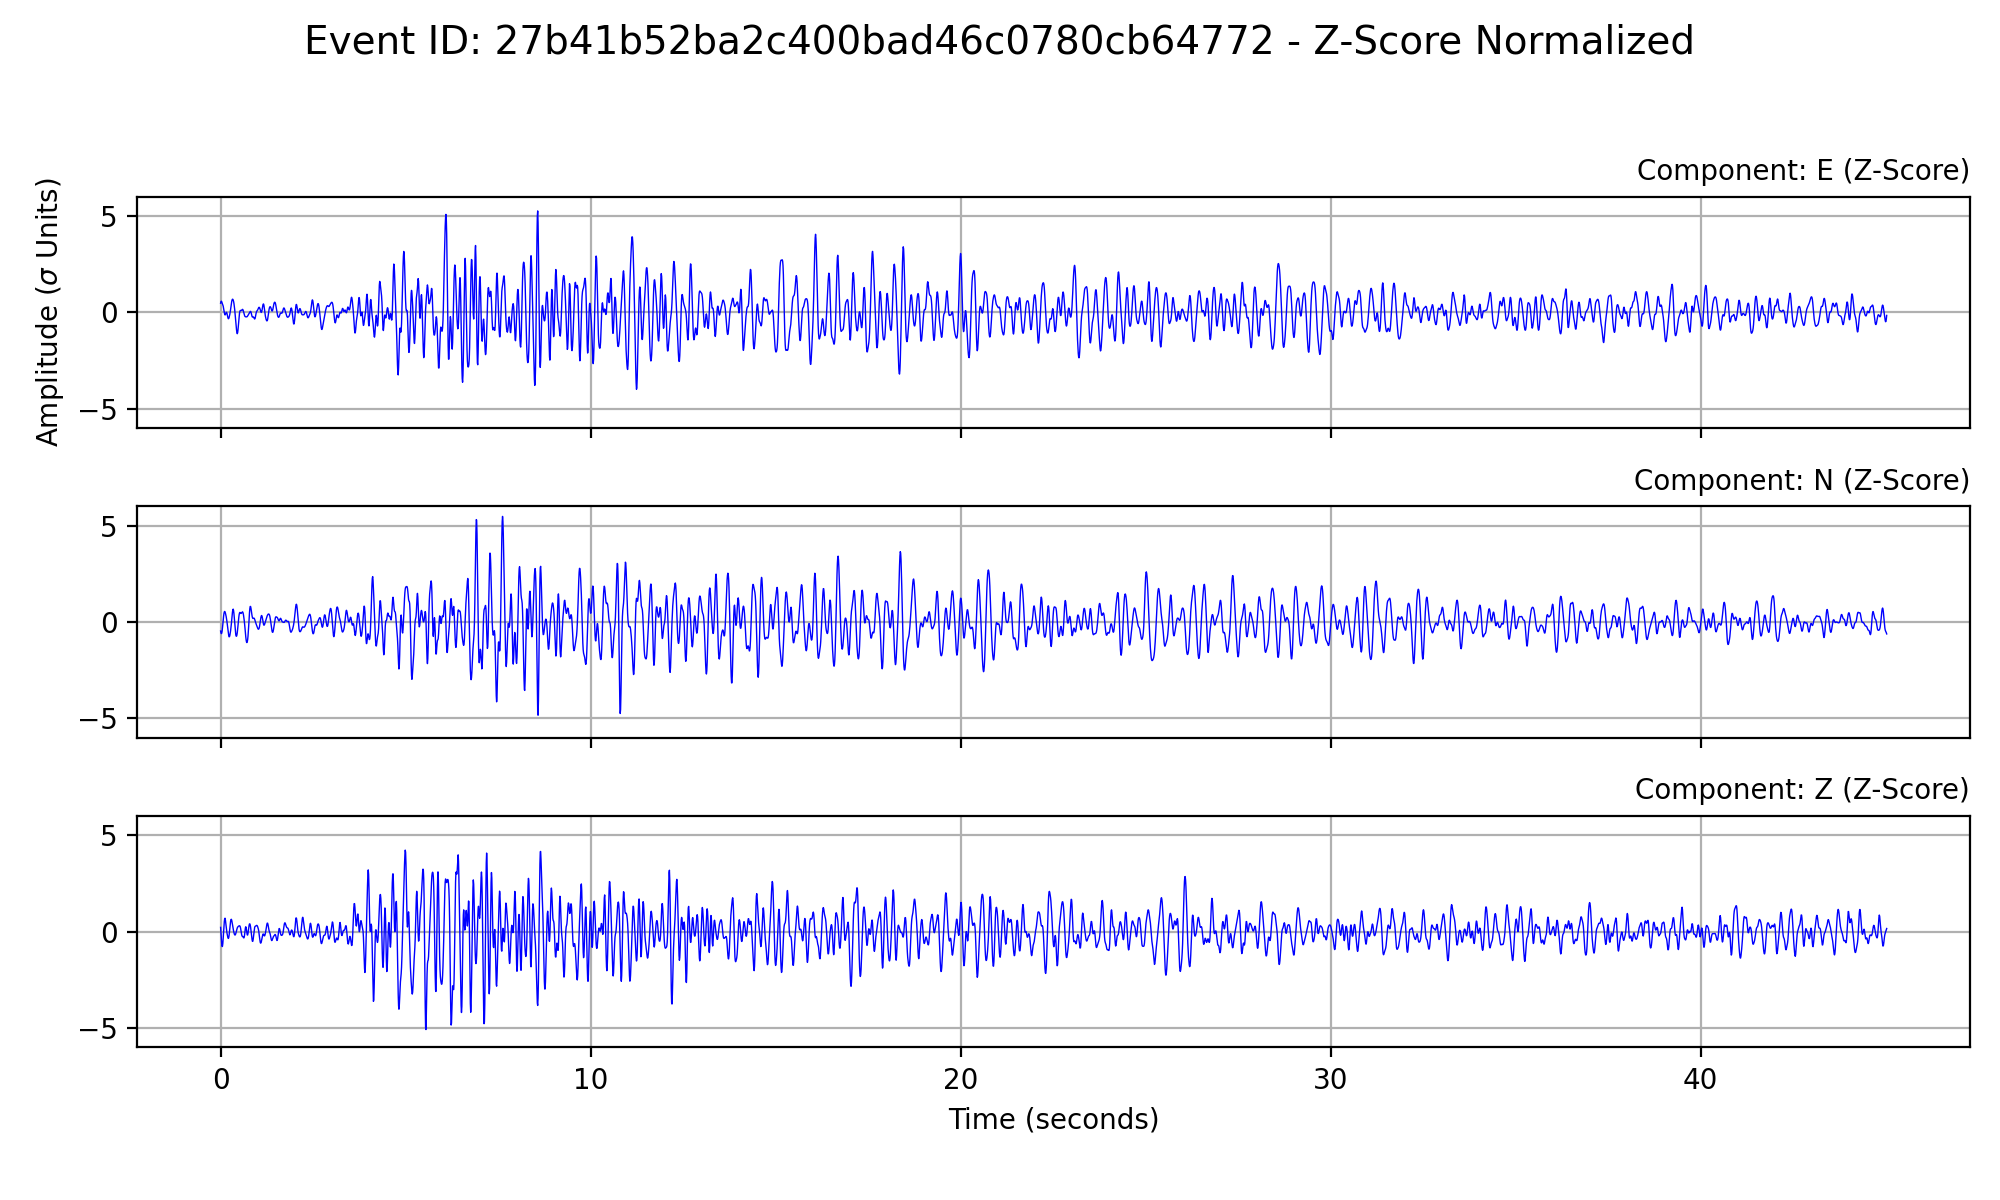 Event ID: 27b41b52ba2c400bad46c0780cb64772 - Z-Score Normalized
Component: E (Z-Score)
Amplitude (σ Units)
5
0
−5
Component: N (Z-Score)
5
0
−5
Component: Z (Z-Score)
5
0
−5
0 10 20 30 40
Time (seconds)